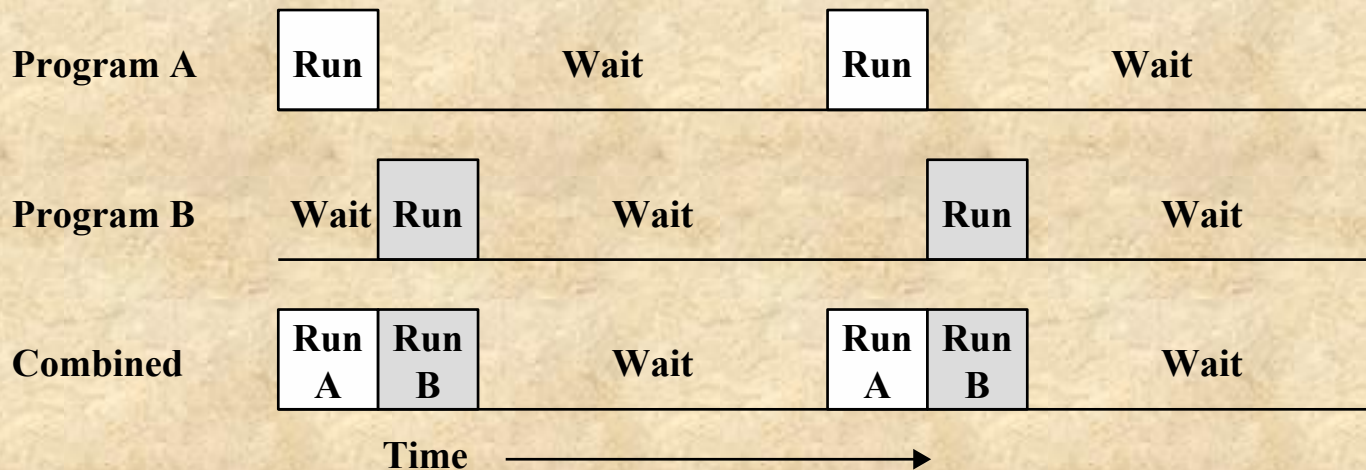 Program A Run Wait Run Wait
Program B Wait Run Wait Run Wait
Combined Run A Run B Wait Run A Run B Wait
Time